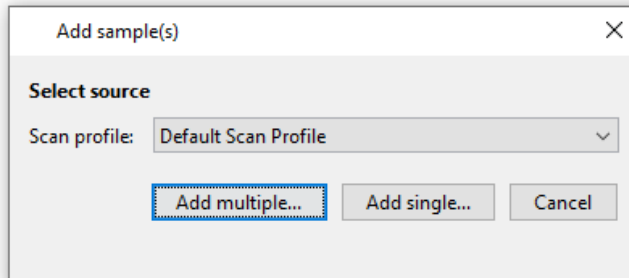 Add sample(s)
Select source
Scan profile: Default Scan Profile
Add multiple... Add single... Cancel